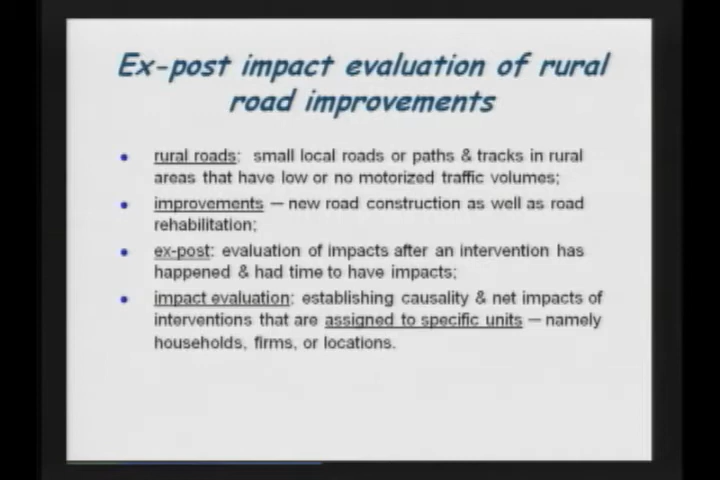 Ex-post impact evaluation of rural
road improvements
• rural roads: small local roads or paths & tracks in rural
areas that have low or no motorized traffic volumes;
• improvements – new road construction as well as road
rehabilitation;
• ex-post: evaluation of impacts after an intervention has
happened & had time to have impacts;
• impact evaluation: establishing causality & net impacts of
interventions that are assigned to specific units – namely
households, firms, or locations.